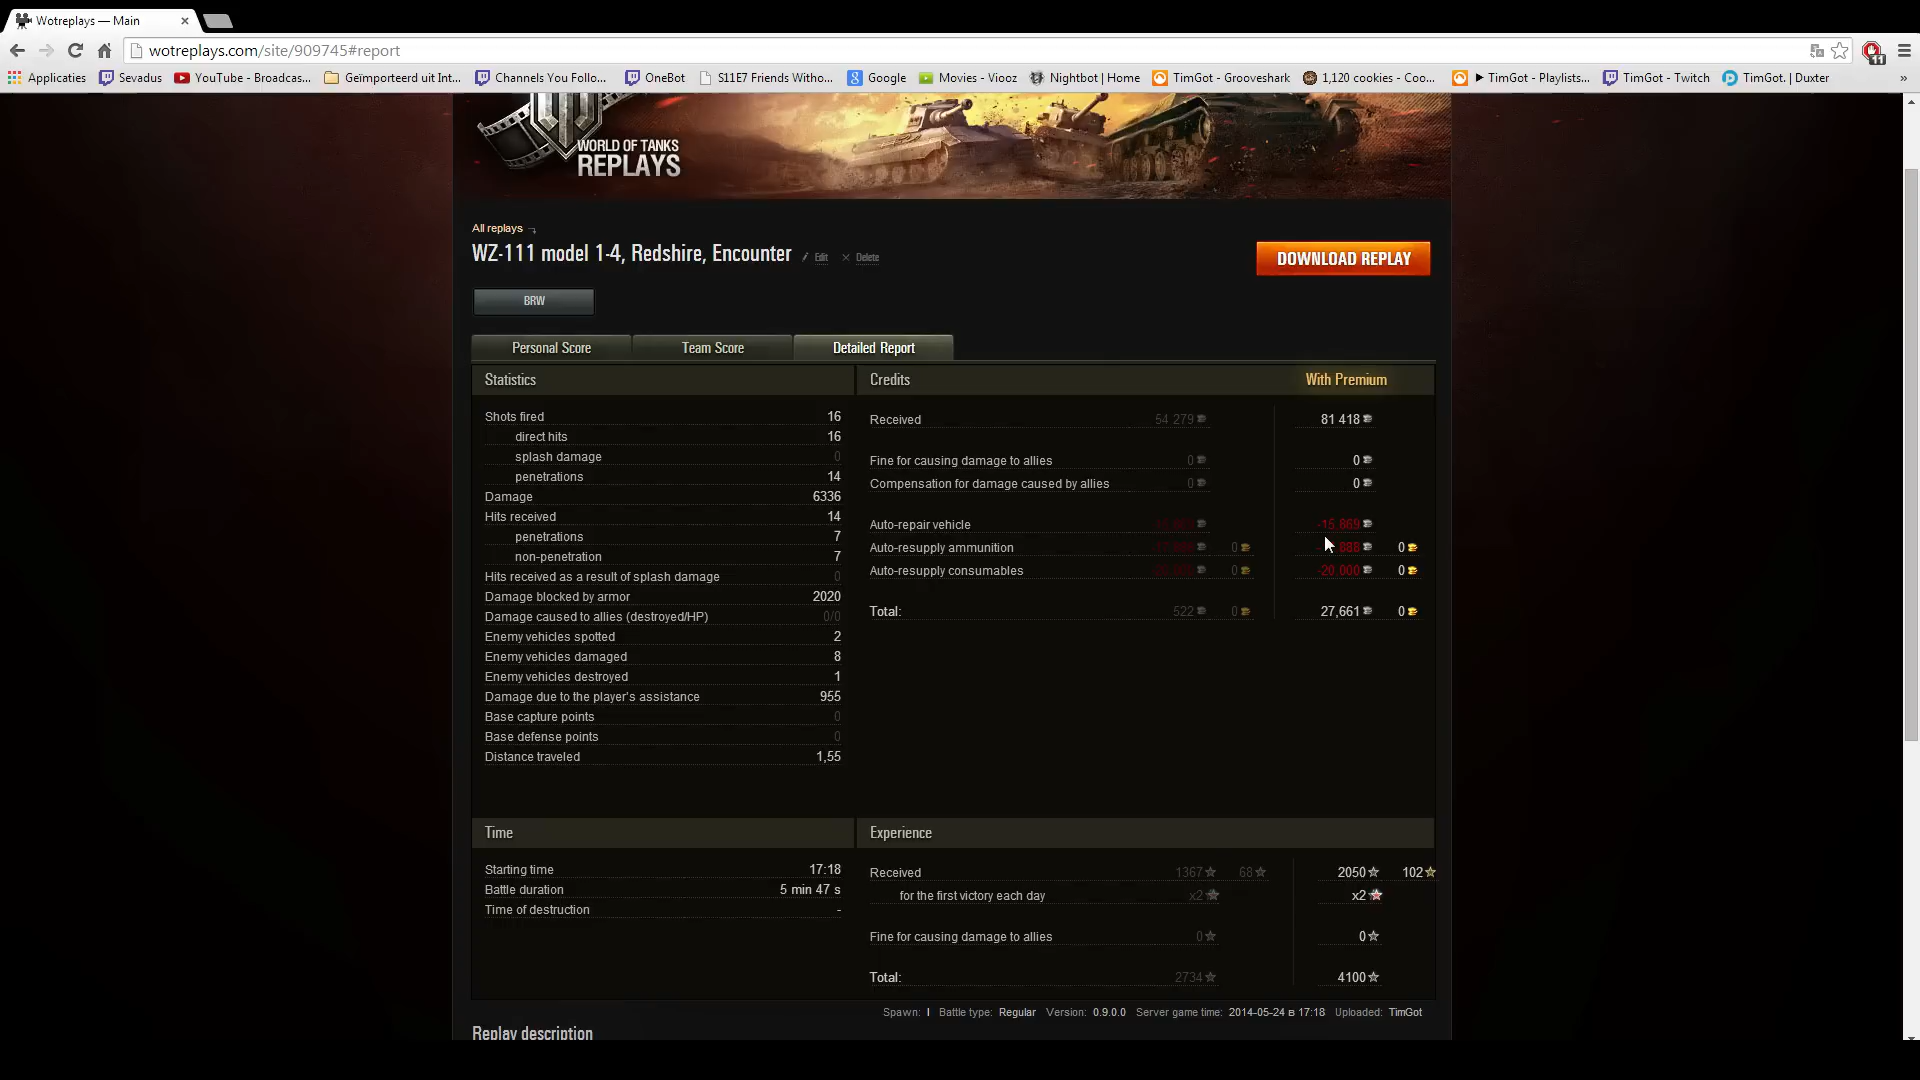 Wotreplays — Main
wotreplays.com/site/909745#report
Applicaties Sevadus YouTube - Broadcas... Geïmporteerd uit Int... Channels You Follo... OneBot S11E7 Friends Witho... Google Movies - Viooz Nightbot | Home TimGot - Grooveshark 1,120 cookies - Coo... ▶ TimGot - Playlists... TimGot - Twitch TimGot. | Duxter »
11
WORLD OF TANKS
REPLAYS
All replays
WZ-111 model 1-4, Redshire, Encounter Edit Delete
DOWNLOAD REPLAY
BRW
Personal Score Team Score Detailed Report
Statistics
Shots fired 16
direct hits 16
splash damage 0
penetrations 14
Damage 6336
Hits received 14
penetrations 7
non-penetration 7
Hits received as a result of splash damage 0
Damage blocked by armor 2020
Damage caused to allies (destroyed/HP) 0/0
Enemy vehicles spotted 2
Enemy vehicles damaged 8
Enemy vehicles destroyed 1
Damage due to the player's assistance 955
Base capture points 0
Base defense points 0
Distance traveled 1,55
Credits With Premium
Received 54 279 81 418
Fine for causing damage to allies 0 0
Compensation for damage caused by allies 0 0
Auto-repair vehicle -15 869
Auto-resupply ammunition 0 888 0
Auto-resupply consumables 0 -20 000 0
Total: 522 0 27,661 0
Time
Starting time 17:18
Battle duration 5 min 47 s
Time of destruction -
Experience
Received 1367 68 2050 102
for the first victory each day x2 x2
Fine for causing damage to allies 0 0
Total: 2734 4100
Spawn: I Battle type: Regular Version: 0.9.0.0 Server game time: 2014-05-24 в 17:18 Uploaded: TimGot
Replay description